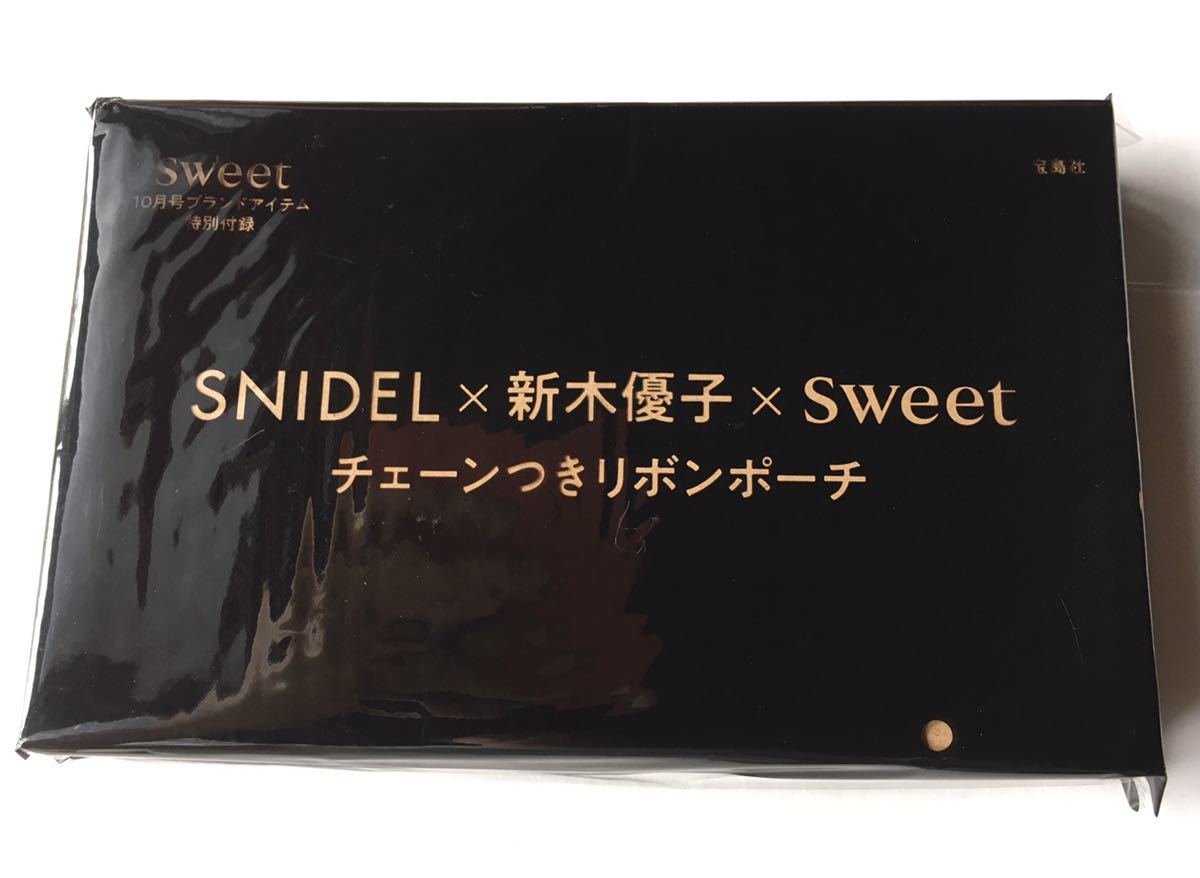 sweet
10月号ブランドアイテム
特別付録
宝島社
SNIDEL×新木優子×sweet
チェーンつきリボンポーチ